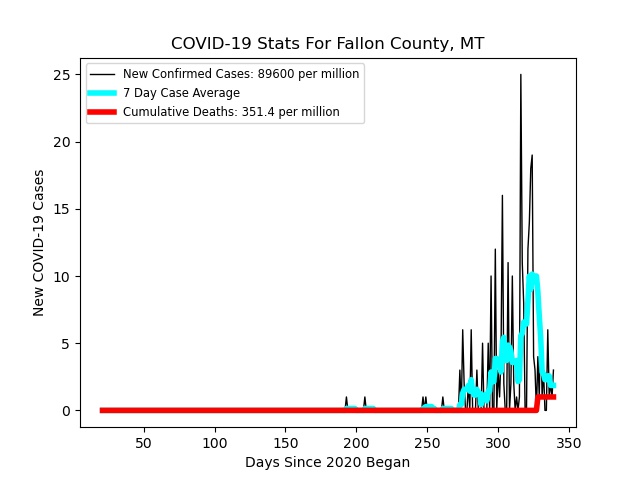 COVID-19 Stats For Fallon County, MT
New Confirmed Cases: 89600 per million
7 Day Case Average
Cumulative Deaths: 351.4 per million
New COVID-19 Cases
25
20
15
10
5
0
50
100
150
200
250
300
350
Days Since 2020 Began